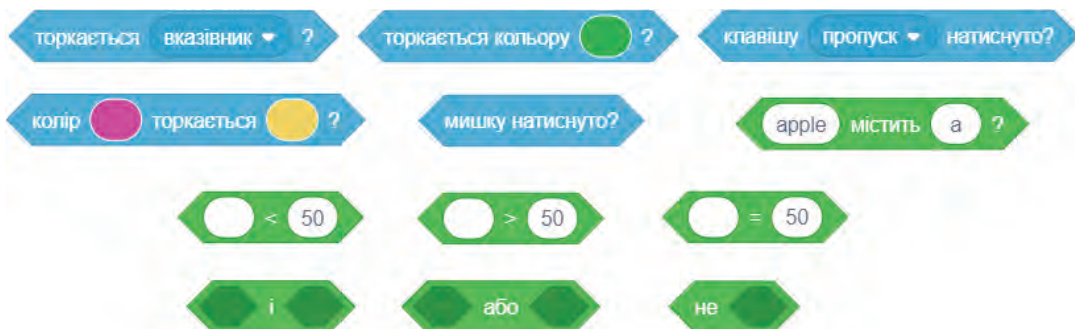 торкається вказівник ? торкається кольору ? клавішу пропуск натиснуто?
колір торкається ? мишку натиснуто? apple містить a ?
< 50 > 50 = 50
і або не